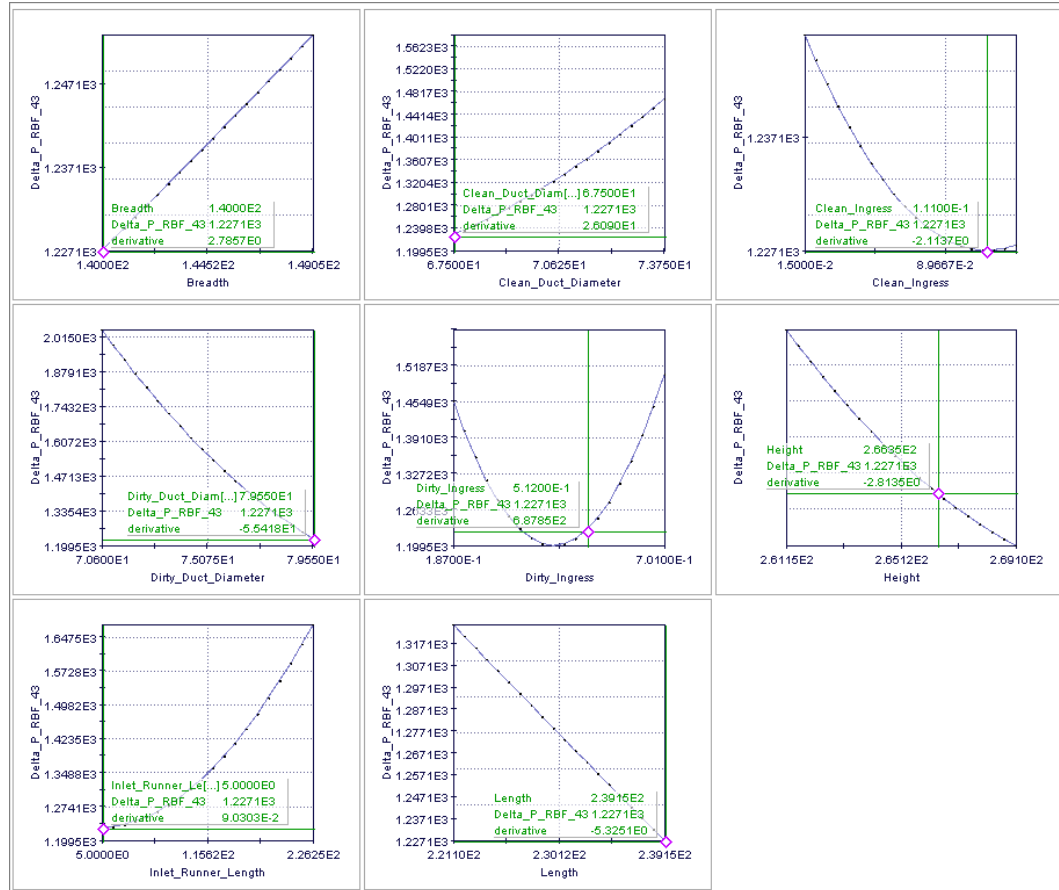 Delta_P_RBF_43
1.2471E3
1.2371E3
1.2271E3
Breadth 1.4000E2
Delta_P_RBF_43 1.2271E3
derivative 2.7857E0
1.4000E2 1.4452E2 1.4905E2
Breadth
Delta_P_RBF_43
1.5623E3
1.5220E3
1.4817E3
1.4414E3
1.4011E3
1.3607E3
1.3204E3
1.2801E3
1.2398E3
1.1995E3
Clean_Duct_Diam[...] 6.7500E1
Delta_P_RBF_43 1.2271E3
derivative 2.6090E1
6.7500E1 7.0625E1 7.3750E1
Clean_Duct_Diameter
Delta_P_RBF_43
1.2371E3
1.2271E3
Clean_Ingress 1.1100E-1
Delta_P_RBF_43 1.2271E3
derivative -2.1137E0
1.5000E-2 8.9667E-2
Clean_Ingress
Delta_P_RBF_43
2.0150E3
1.8791E3
1.7432E3
1.6072E3
1.4713E3
1.3354E3
1.1995E3
Dirty_Duct_Diam[...] 7.9550E1
Delta_P_RBF_43 1.2271E3
derivative -5.5418E1
7.0600E1 7.5075E1 7.9550E1
Dirty_Duct_Diameter
Delta_P_RBF_43
1.5187E3
1.4549E3
1.3910E3
1.3272E3
1.1995E3
Dirty_Ingress 5.1200E-1
Delta_P_RBF_43 1.2271E3
derivative 6.8785E2
1.8700E-1 7.0100E-1
Dirty_Ingress
Delta_P_RBF_43
Height 2.6635E2
Delta_P_RBF_43 1.2271E3
derivative -2.8135E0
2.6115E2 2.6512E2 2.6910E2
Height
Delta_P_RBF_43
1.6475E3
1.5728E3
1.4982E3
1.4235E3
1.3488E3
1.2741E3
1.1995E3
Inlet_Runner_Le[...] 5.0000E0
Delta_P_RBF_43 1.2271E3
derivative 9.0303E-2
5.0000E0 1.1562E2 2.2625E2
Inlet_Runner_Length
Delta_P_RBF_43
1.3171E3
1.3071E3
1.2971E3
1.2871E3
1.2771E3
1.2671E3
1.2571E3
1.2471E3
1.2371E3
1.2271E3
Length 2.3915E2
Delta_P_RBF_43 1.2271E3
derivative -5.3251E0
2.2110E2 2.3012E2 2.3915E2
Length